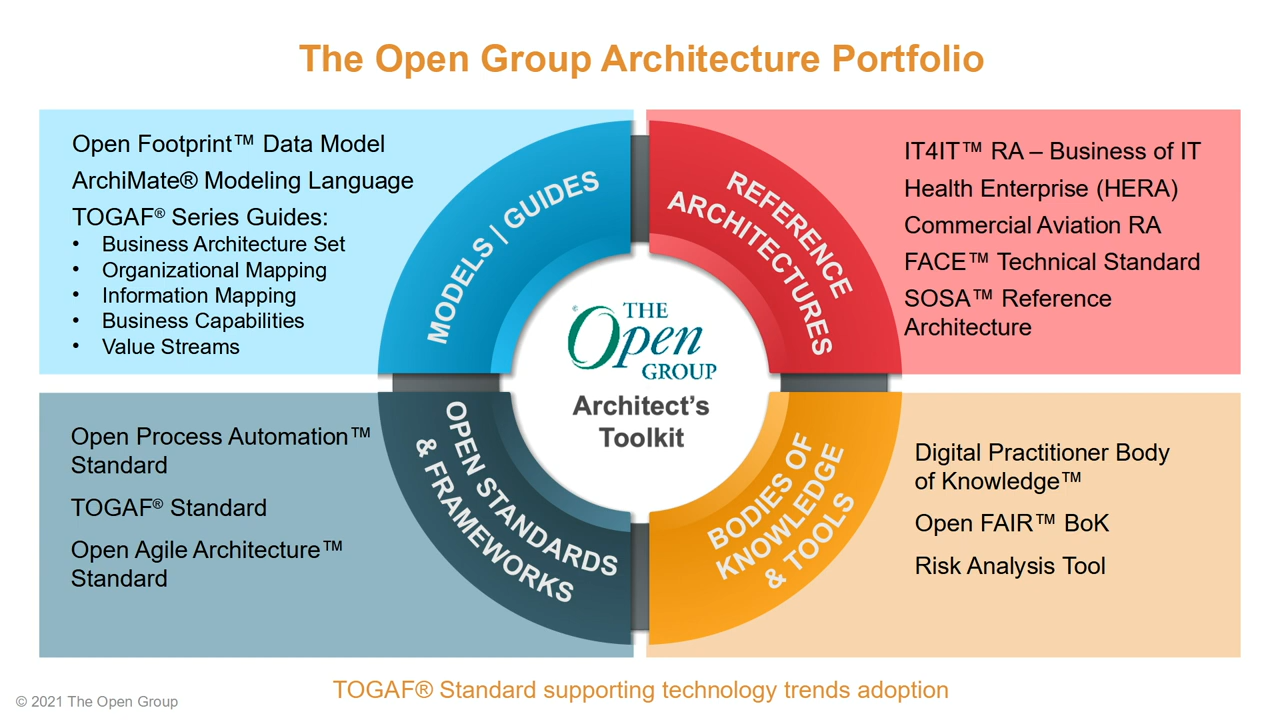 The Open Group Architecture Portfolio
Open Footprint™ Data Model
ArchiMate® Modeling Language
TOGAF® Series Guides:
• Business Architecture Set
• Organizational Mapping
• Information Mapping
• Business Capabilities
• Value Streams
MODELS | GUIDES
REFERENCE
ARCHITECTURES
IT4IT™ RA – Business of IT
Health Enterprise (HERA)
Commercial Aviation RA
FACE™ Technical Standard
SOSA™ Reference
Architecture
® THE
Open
GROUP
Architect's
Toolkit
Open Process Automation™
Standard
TOGAF® Standard
Open Agile Architecture™
Standard
OPEN STANDARDS
& FRAMEWORKS
BODIES OF
KNOWLEDGE
& TOOLS
Digital Practitioner Body
of Knowledge™
Open FAIR™ BoK
Risk Analysis Tool
TOGAF® Standard supporting technology trends adoption
© 2021 The Open Group